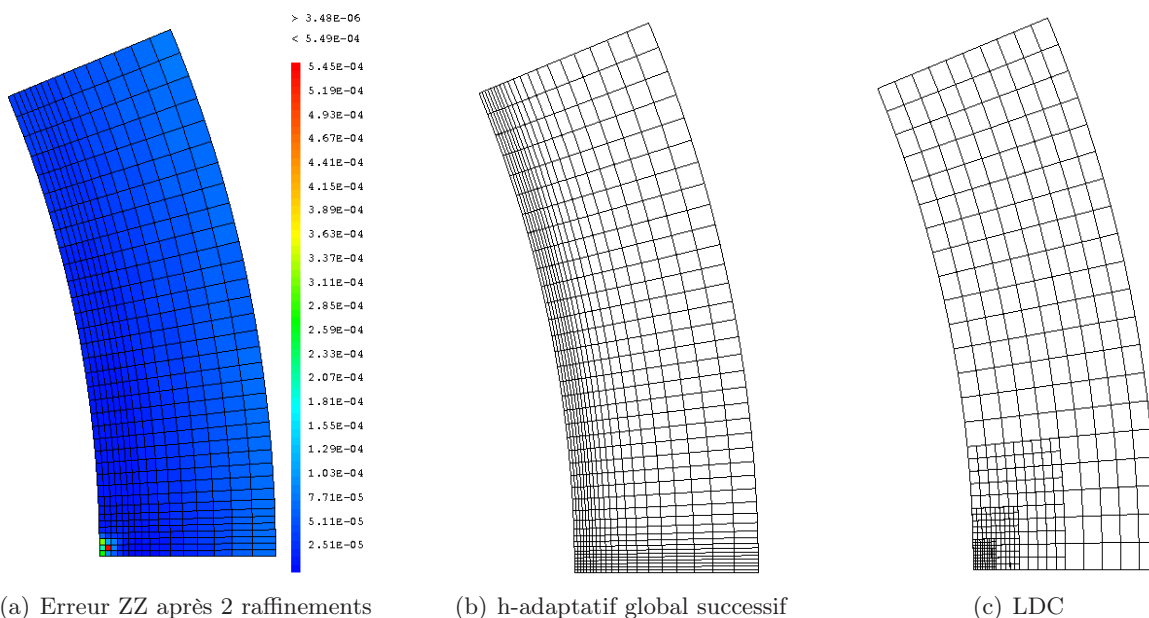 > 3.48E-06
< 5.49E-04
5.45E-04
5.19E-04
4.93E-04
4.67E-04
4.41E-04
4.15E-04
3.89E-04
3.63E-04
3.37E-04
3.11E-04
2.85E-04
2.59E-04
2.33E-04
2.07E-04
1.81E-04
1.55E-04
1.29E-04
1.03E-04
7.71E-05
5.11E-05
2.51E-05
(a) Erreur ZZ après 2 raffinements
(b) h-adaptatif global successif
(c) LDC